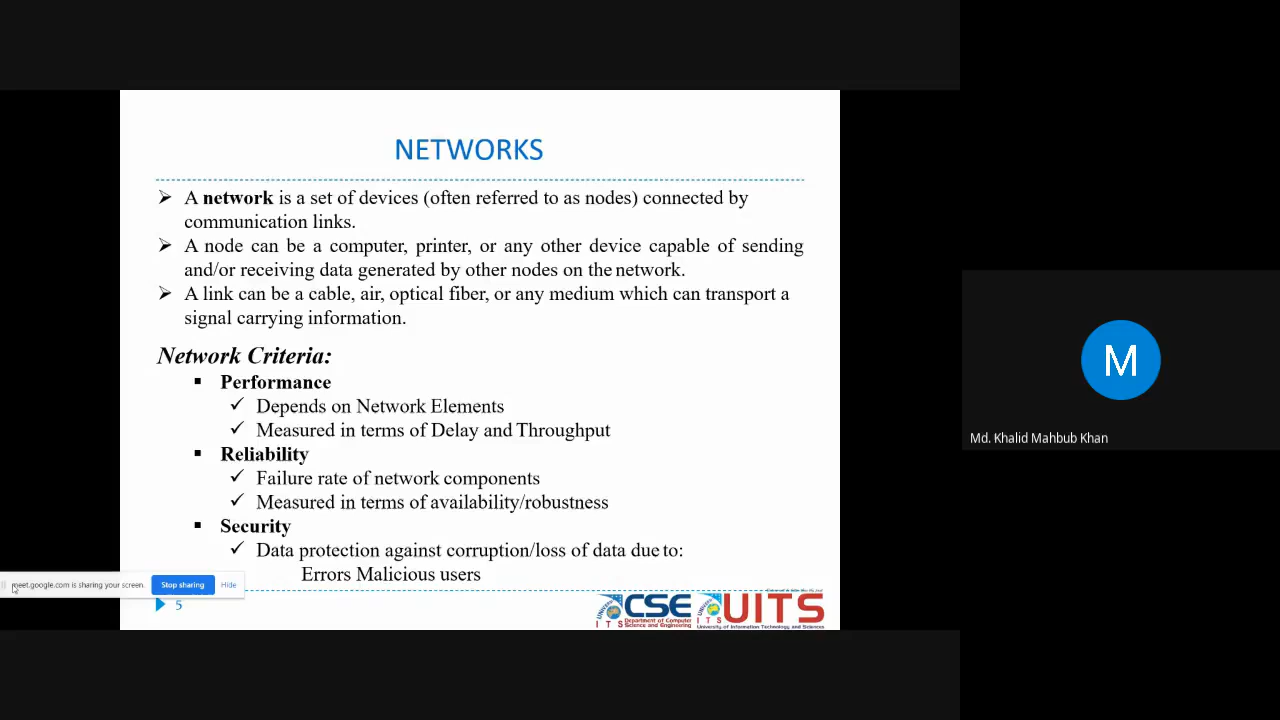 NETWORKS
A network is a set of devices (often referred to as nodes) connected by
communication links.
A node can be a computer, printer, or any other device capable of sending
and/or receiving data generated by other nodes on the network.
A link can be a cable, air, optical fiber, or any medium which can transport a
signal carrying information.
Network Criteria:
Performance
Depends on Network Elements
Measured in terms of Delay and Throughput
Reliability
Failure rate of network components
Measured in terms of availability/robustness
Security
Data protection against corruption/loss of data due to:
Errors Malicious users
meet.google.com is sharing your screen.
Stop sharing
Hide
5
ITS
CSE
Department of Computer
Science and Engineering
ITS
UITS
University of Information Technology and Sciences
M
Md. Khalid Mahbub Khan